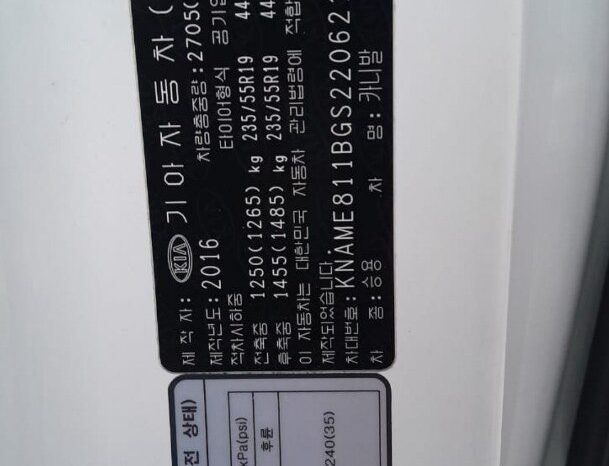 제 작 자: KIA 기 아 자 동 차 (
제작년도: 2016 차량총중량: 2705(
적차시하중 타이어형식 공기압
전축중 1250(1265) kg 235/55R19 44
후축중 1455(1485) kg 235/55R19 44
이 자동차는 대한민국 자동차 관리법령에 적합
제작되었습니다.
차대번호: KNAME811BGS22062
차 종: 승용 차 명: 카니발
전 상태)
kPa(psi)
후륜
240(35)